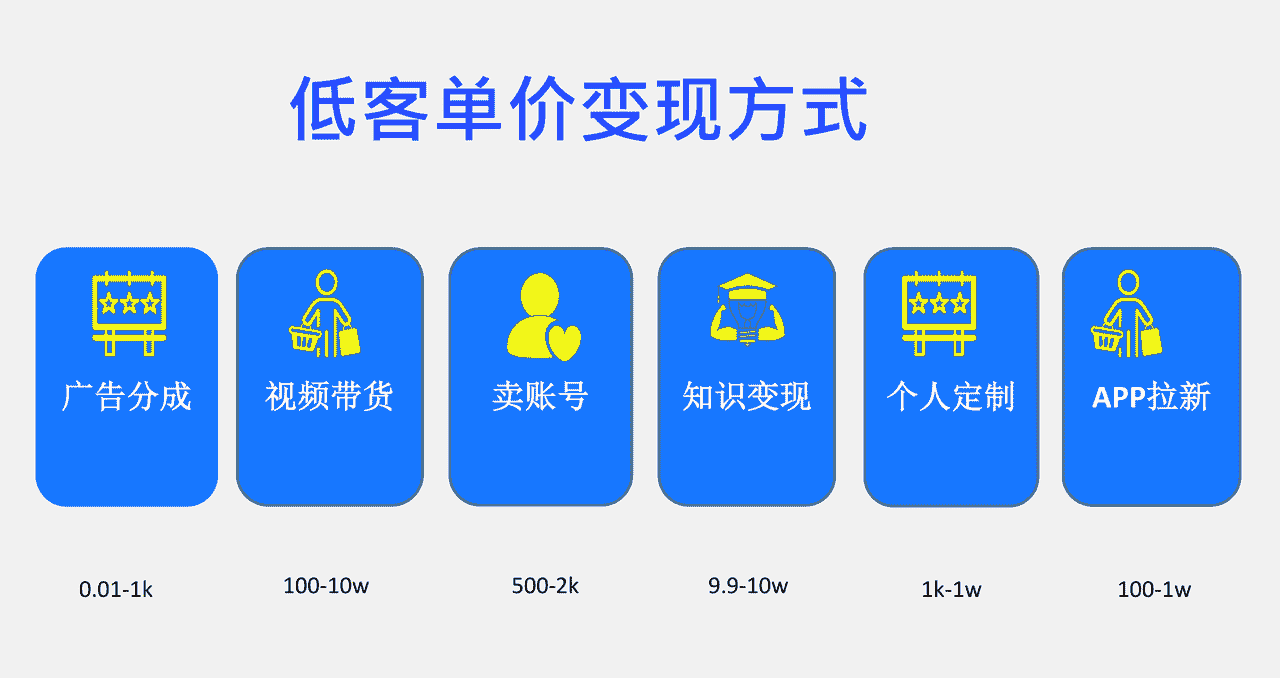 低客单价变现方式
广告分成
视频带货
卖账号
知识变现
个人定制
APP拉新
0.01-1k
100-10w
500-2k
9.9-10w
1k-1w
100-1w